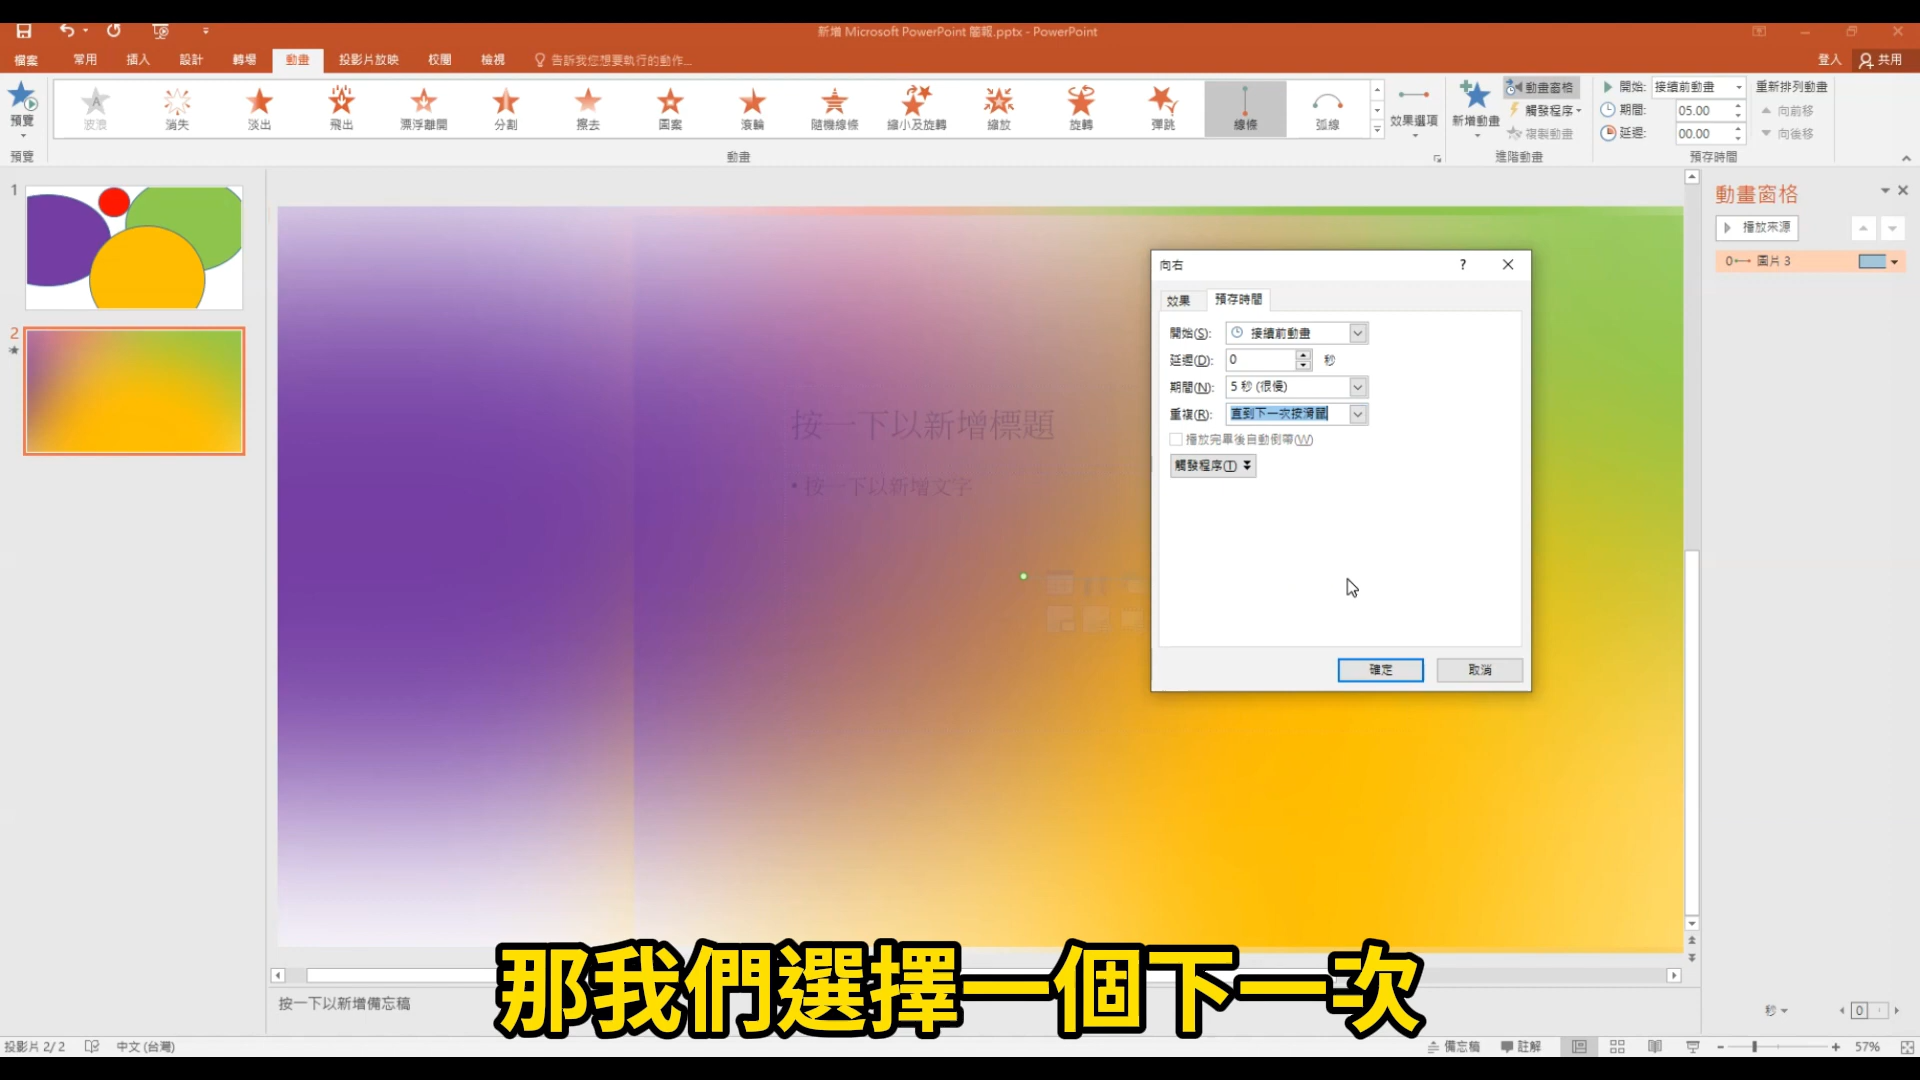 新增 Microsoft PowerPoint 簡報.pptx - PowerPoint
檔案 常用 插入 設計 轉場 動畫 投影片放映 校閱 檢視 告訴我您想要執行的動作... 登入 共用
預覽 波浪 消失 淡出 飛出 漂浮離開 分割 擦去 圖案 滾輪 隨機線條 縮小及旋轉 縮放 旋轉 彈跳 線條 弧線 效果選項 新增動畫
動畫窗格 開始: 接續前動畫 重新排列動畫
觸發程序 期間: 05.00 向前移
複製動畫 延遲: 00.00 向後移
預覽 動畫 進階動畫 預存時間
1
2
動畫窗格
播放來源
0 圖片 3
按一下以新增標題
• 按一下以新增文字
向右 ?
效果 預存時間
開始(S): 接續前動畫
延遲(D): 0 秒
期間(N): 5 秒 (很慢)
重複(R): 直到下一次按滑鼠
播放完畢後自動倒帶(W)
觸發程序(T)
確定 取消
按一下以新增備忘稿
秒 0
那我們選擇一個下一次
投影片 2/2 中文 (台灣) 備忘稿 註解 57%